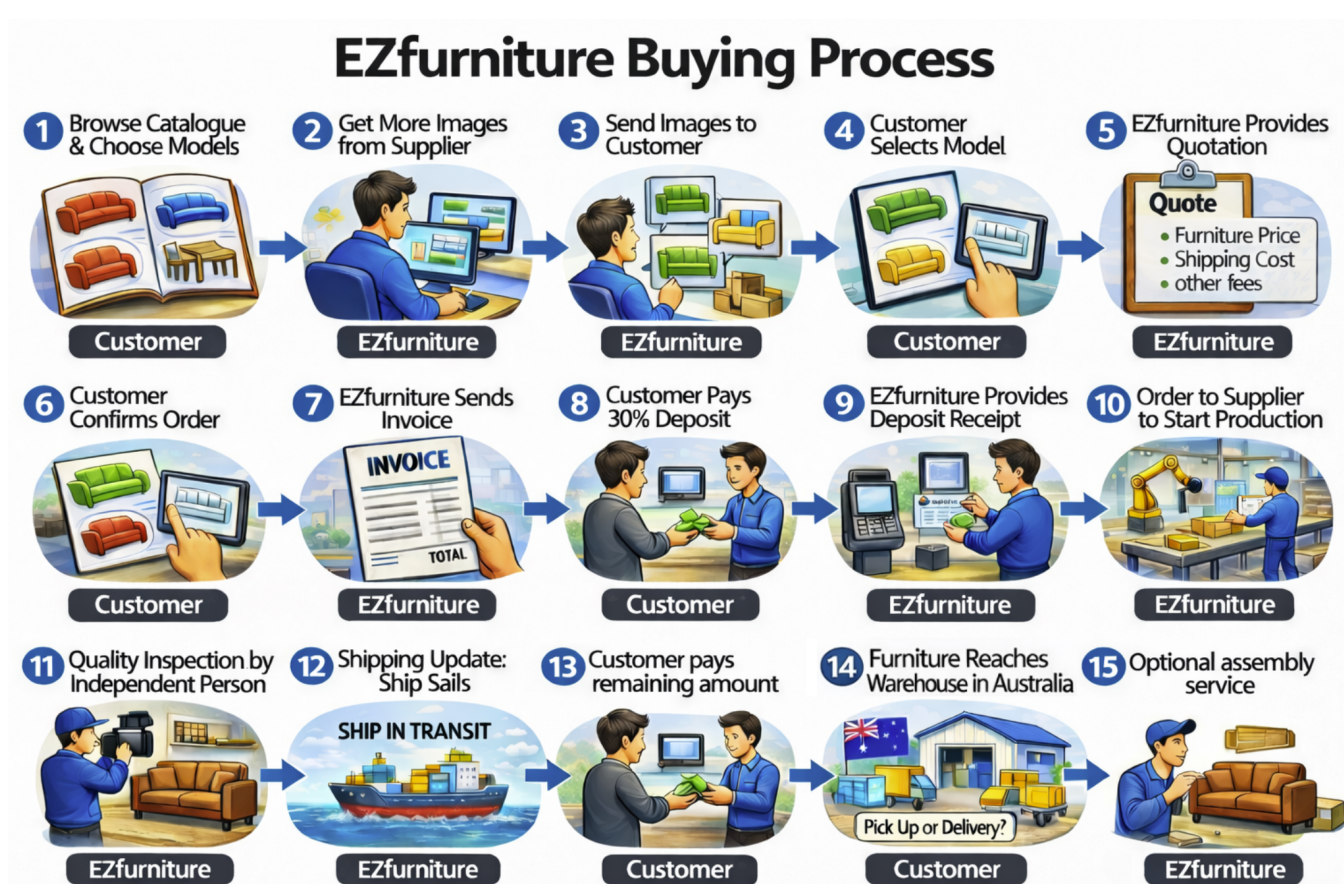 EZfurniture Buying Process
1 Browse Catalogue
& Choose Models
Customer
2 Get More Images
from Supplier
EZfurniture
3 Send Images to
Customer
EZfurniture
4 Customer
Selects Model
Customer
5 EZfurniture Provides
Quotation
Quote
• Furniture Price
• Shipping Cost
• other fees
EZfurniture
6 Customer
Confirms Order
Customer
7 EZfurniture Sends
Invoice
INVOICE
TOTAL
EZfurniture
8 Customer Pays
30% Deposit
Customer
9 EZfurniture Provides
Deposit Receipt
EZfurniture
10 Order to Supplier
to Start Production
EZfurniture
11 Quality Inspection by
Independent Person
EZfurniture
12 Shipping Update:
Ship Sails
SHIP IN TRANSIT
EZfurniture
13 Customer pays
remaining amount
Customer
14 Furniture Reaches
Warehouse in Australia
Pick Up or Delivery?
Customer
15 Optional assembly
service
EZfurniture